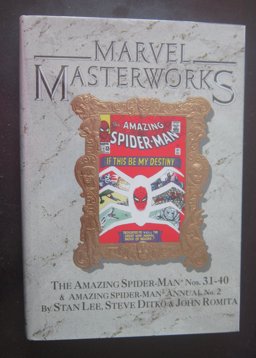 MARVEL
MASTERWORKS
THE AMAZING
SPIDER-MAN
IF THIS BE MY DESTINY
THE AMAZING SPIDER-MAN® Nos. 31-40
& AMAZING SPIDER-MAN® ANNUAL No. 2
By STAN LEE, STEVE DITKO & JOHN ROMITA